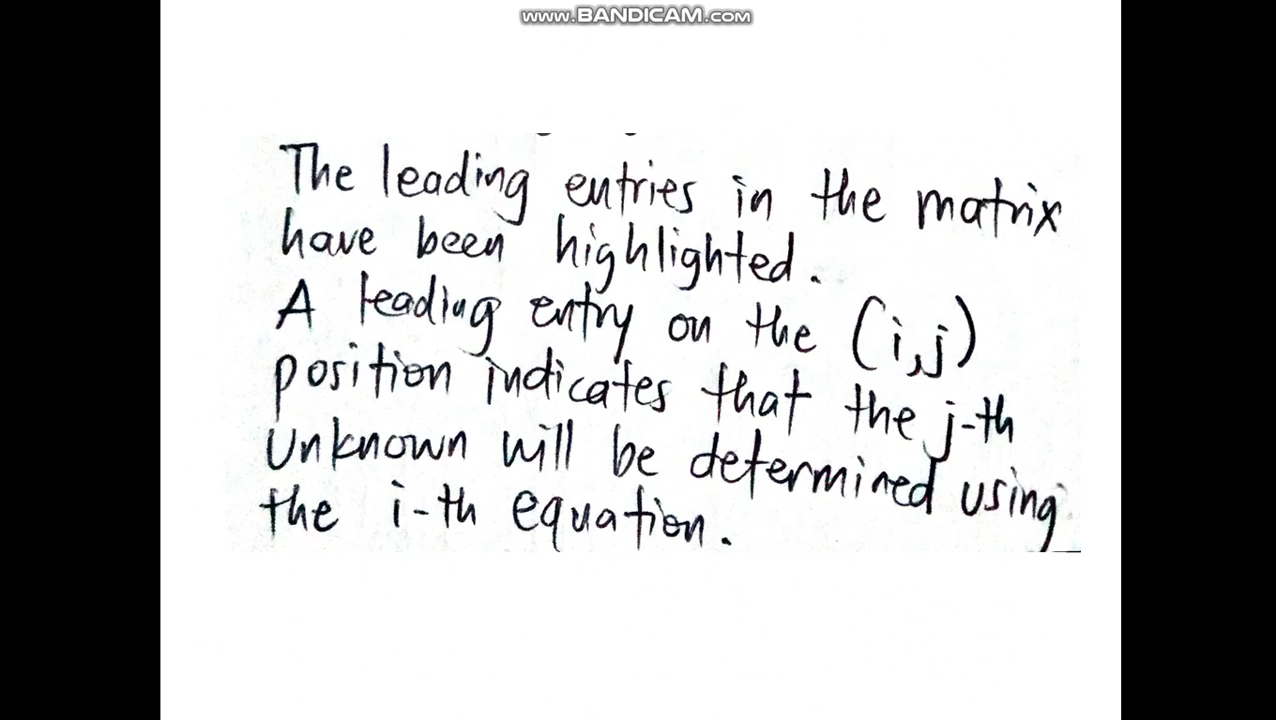 www.BANDICAM.com
The leading entries in the matrix
have been highlighted.
A leading entry on the (i,j)
position indicates that the j-th
unknown will be determined using
the i-th equation.